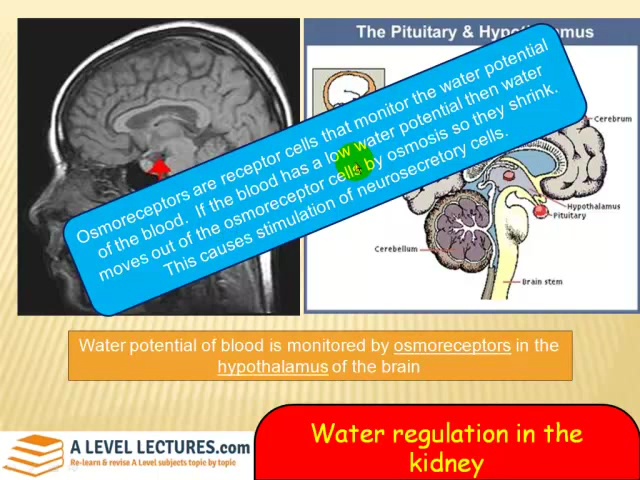 The Pituitary & Hypothalamus
Osmoreceptors are receptor cells that monitor the water potential
of the blood. If the blood has a low water potential then water
moves out of the osmoreceptor cells by osmosis so they shrink.
This causes stimulation of neurosecretory cells.
Cerebrum
Hypothalamus
Pituitary
Cerebellum
Brain stem
Water potential of blood is monitored by osmoreceptors in the
hypothalamus of the brain
Water regulation in the
kidney
A LEVEL LECTURES.com
Re-learn & revise A Level subjects topic by topic